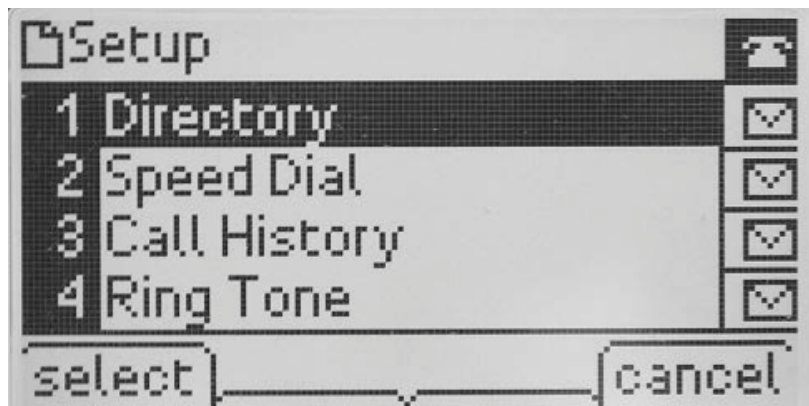 Setup
1 Directory
2 Speed Dial
3 Call History
4 Ring Tone
select cancel